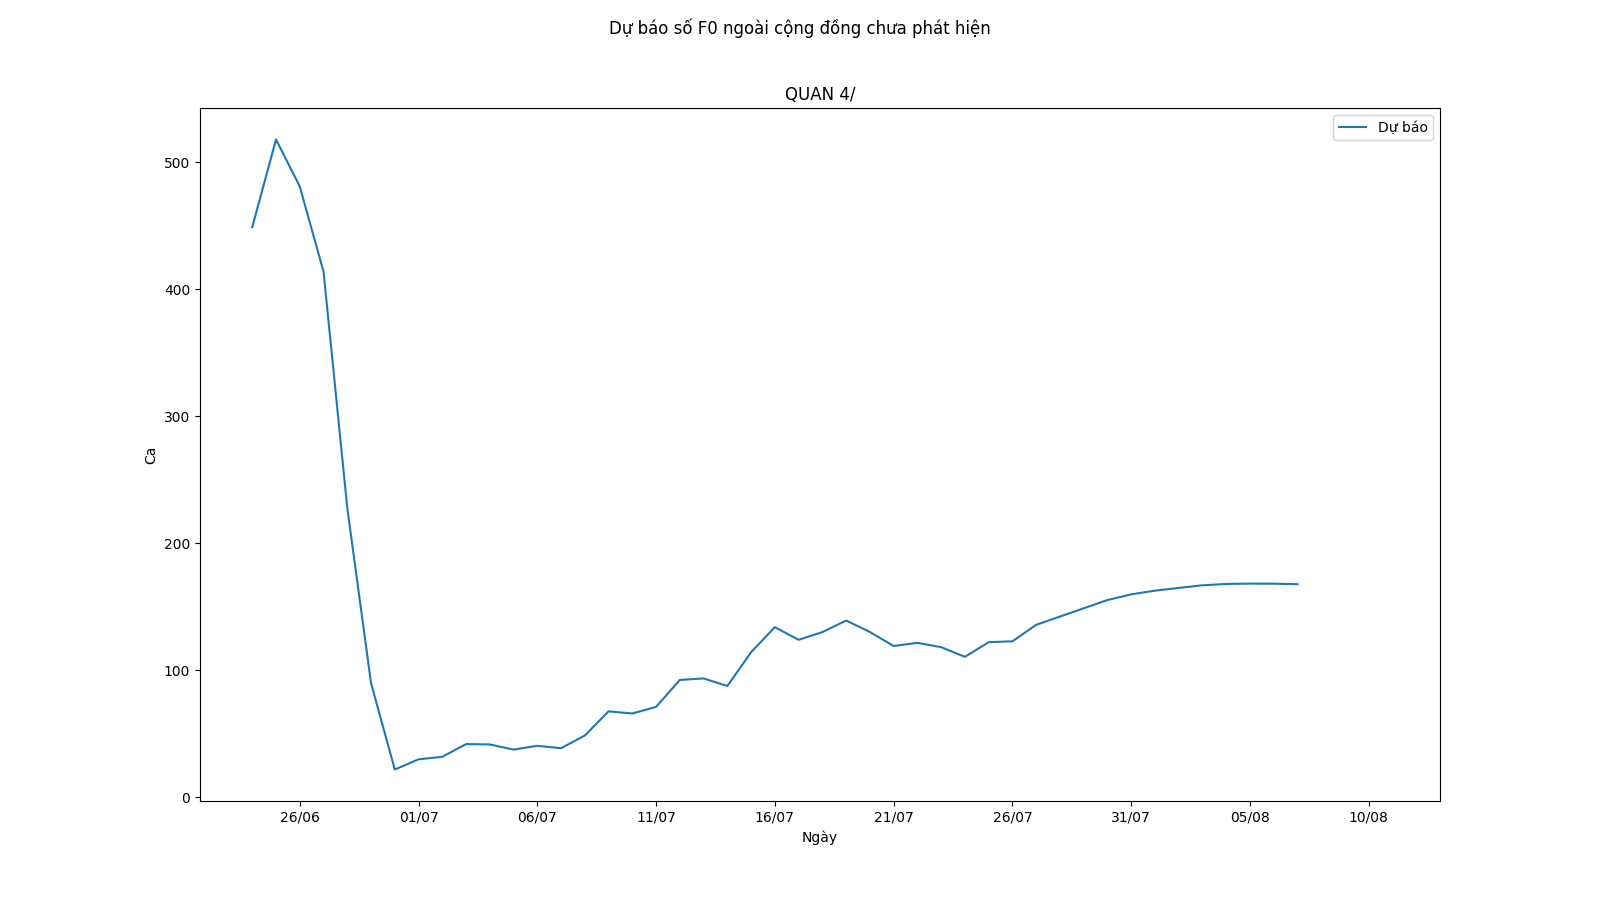 Dự báo số F0 ngoài cộng đồng chưa phát hiện
QUAN 4/
Dự báo
500
400
300
200
100
0
Ca
26/06 01/07 06/07 11/07 16/07 21/07 26/07 31/07 05/08 10/08
Ngày